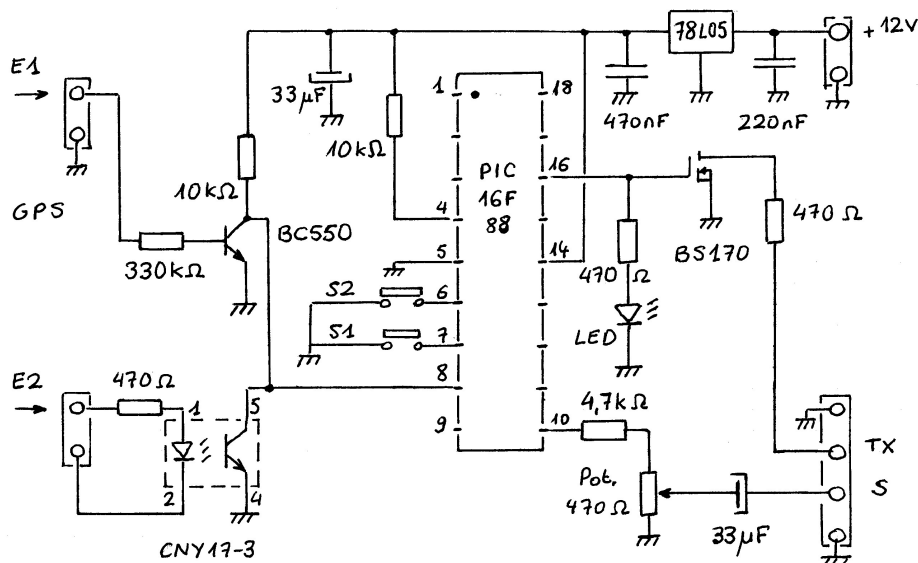 78L05
+ 12V
E1
33µF
1
18
470nF
220nF
10kΩ
PIC
16F
88
16
10kΩ
GPS
4
470 Ω
BC550
330kΩ
5
14
470
Ω
BS170
S2
6
S1
7
LED
E2
470Ω
1
5
8
4,7kΩ
9
10
TX
Pot.
470Ω
S
2
4
33µF
CNY17-3